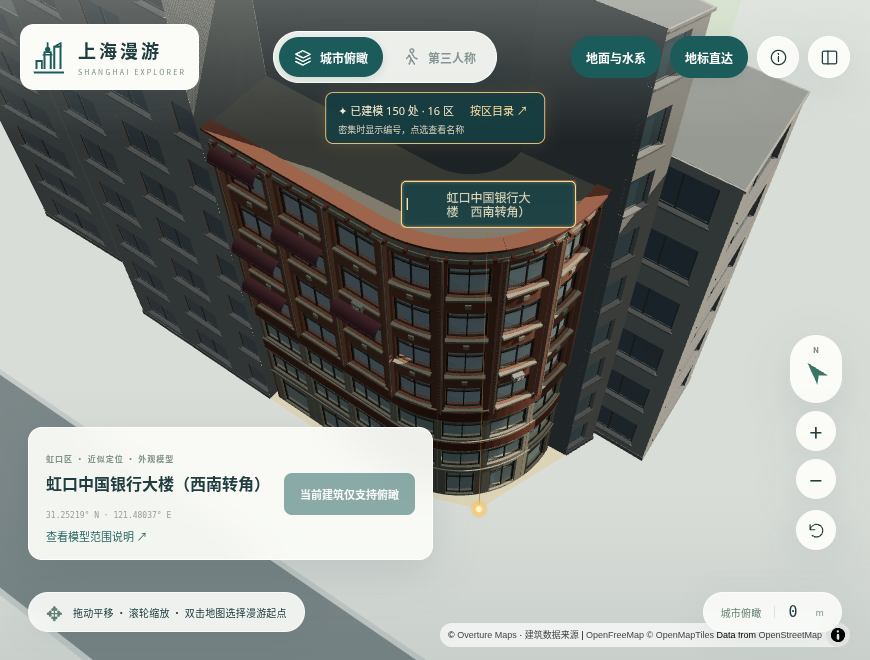 上海漫游
SHANGHAI EXPLORER
城市俯瞰
第三人称
地面与水系
地标直达
✦ 已建模 150 处 · 16 区 按区目录 ↗
密集时显示编号，点选查看名称
虹口中国银行大
楼 西南转角）
N
+
−
虹口区 · 近似定位 · 外观模型
虹口中国银行大楼（西南转角）
当前建筑仅支持俯瞰
31.25219° N · 121.48037° E
查看模型范围说明 ↗
拖动平移 · 滚轮缩放 · 双击地图选择漫游起点
城市俯瞰 0 m
© Overture Maps · 建筑数据来源 | OpenFreeMap © OpenMapTiles Data from OpenStreetMap